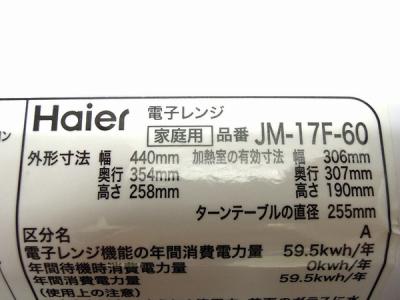 Haier 電子レンジ
家庭用 品番 JM-17F-60
外形寸法 幅 440mm 加熱室の有効寸法 幅 306mm
奥行 354mm 奥行 307mm
高さ 258mm 高さ 190mm
ターンテーブルの直径 255mm
区分名 A
電子レンジ機能の年間消費電力量 59.5kwh/年
年間待機時消費電力量 0kwh/年
年間消費電力量 59.5kwh/年
(使用上の注意)